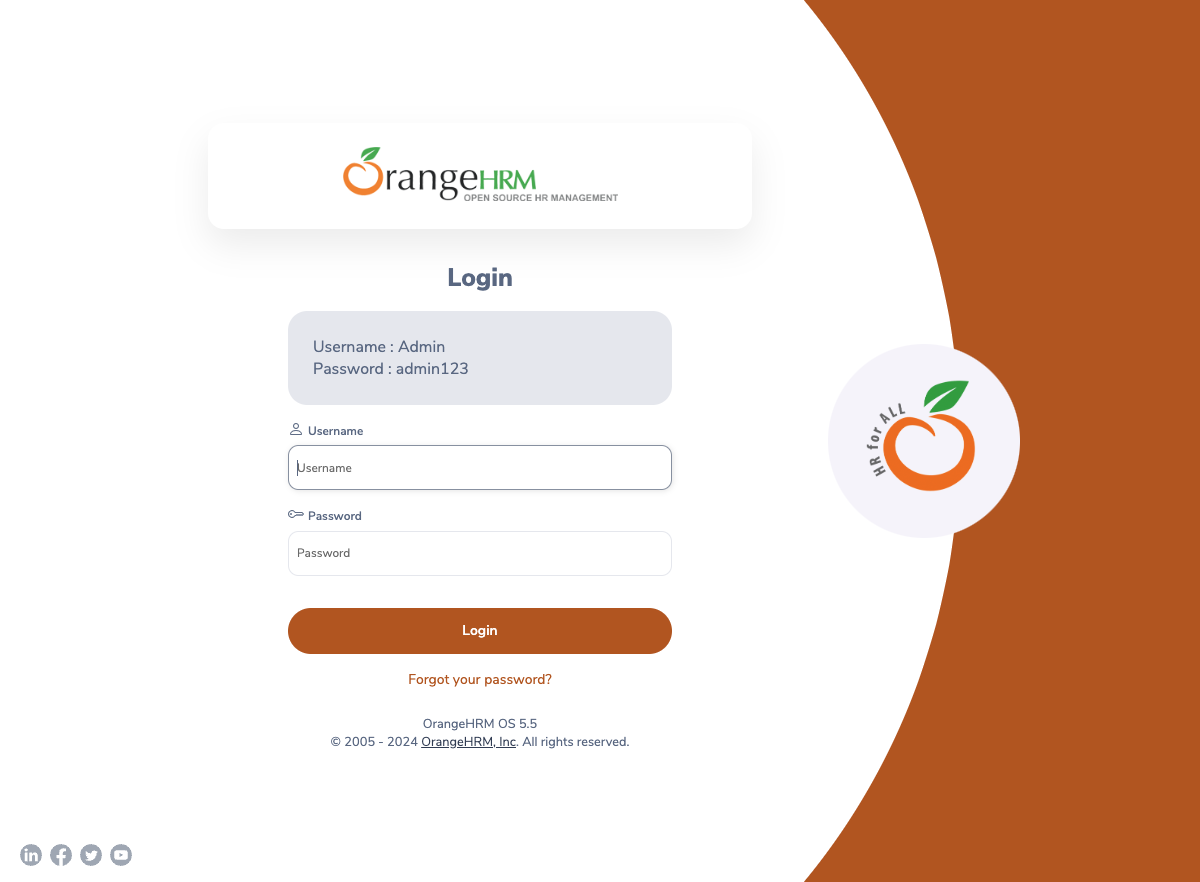 OrangeHRM
OPEN SOURCE HR MANAGEMENT
Login
Username : Admin
Password : admin123
Username
Username
Password
Password
Login
Forgot your password?
OrangeHRM OS 5.5
© 2005 - 2024 OrangeHRM, Inc. All rights reserved.
HR for ALL
in